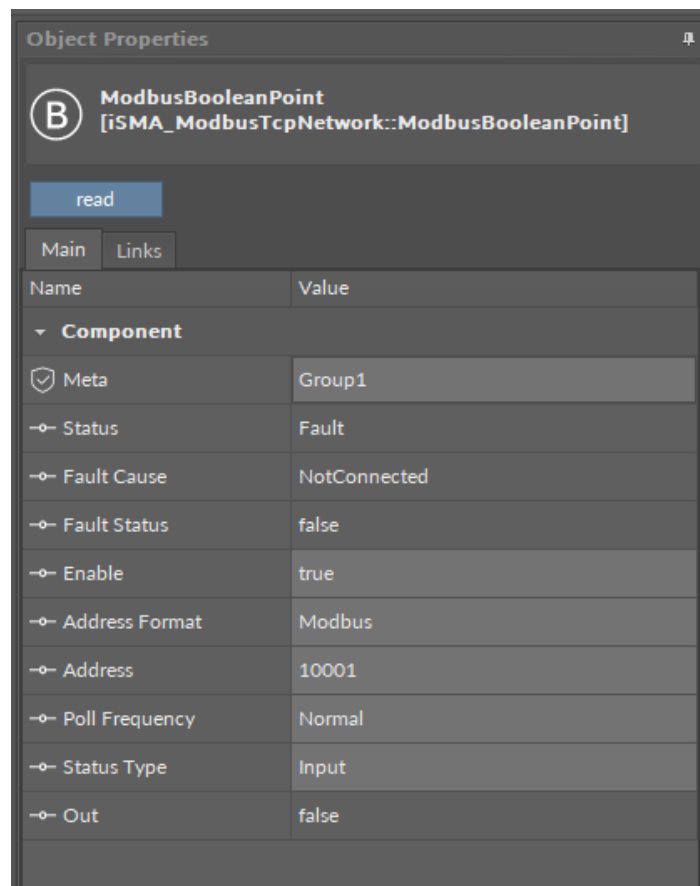 Object Properties
B
ModbusBooleanPoint
[iSMA_ModbusTcpNetwork::ModbusBooleanPoint]
read
Main Links
Name Value
Component
Meta Group1
Status Fault
Fault Cause NotConnected
Fault Status false
Enable true
Address Format Modbus
Address 10001
Poll Frequency Normal
Status Type Input
Out false